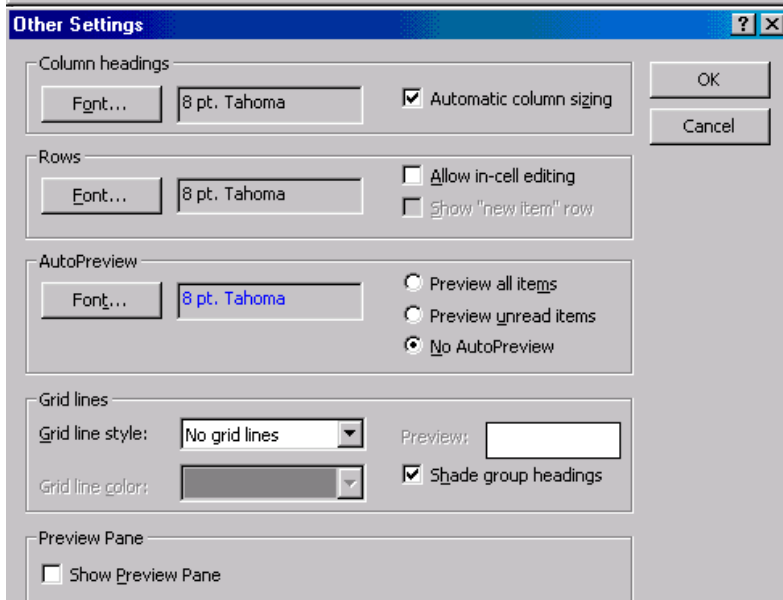 Other Settings
Column headings
Font... 8 pt. Tahoma Automatic column sizing
OK
Cancel
Rows
Font... 8 pt. Tahoma Allow in-cell editing
Show "new item" row
AutoPreview
Font... 8 pt. Tahoma Preview all items
Preview unread items
No AutoPreview
Grid lines
Grid line style: No grid lines Preview:
Grid line color: Shade group headings
Preview Pane
Show Preview Pane